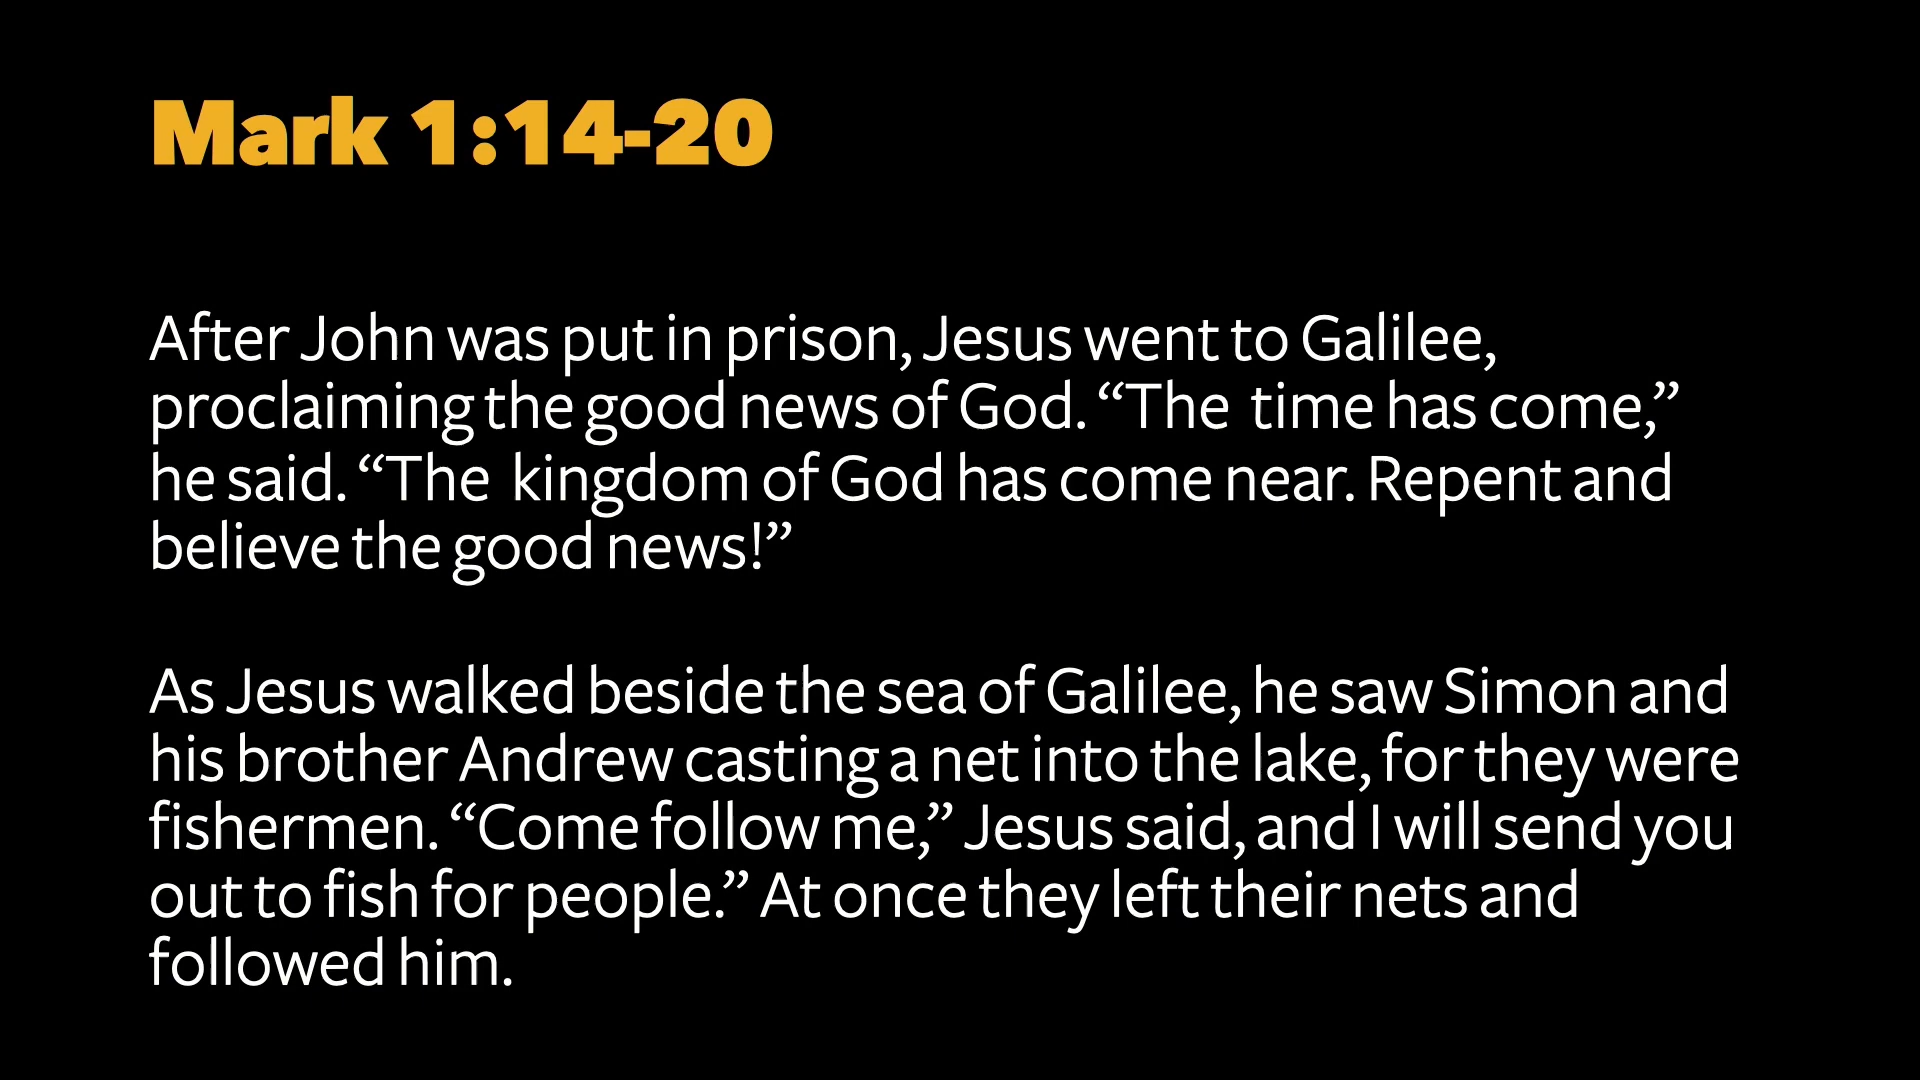 Mark 1:14-20
After John was put in prison, Jesus went to Galilee,
proclaiming the good news of God. “The time has come,”
he said. “The kingdom of God has come near. Repent and
believe the good news!”
As Jesus walked beside the sea of Galilee, he saw Simon and
his brother Andrew casting a net into the lake, for they were
fishermen. “Come follow me,” Jesus said, and I will send you
out to fish for people.” At once they left their nets and
followed him.